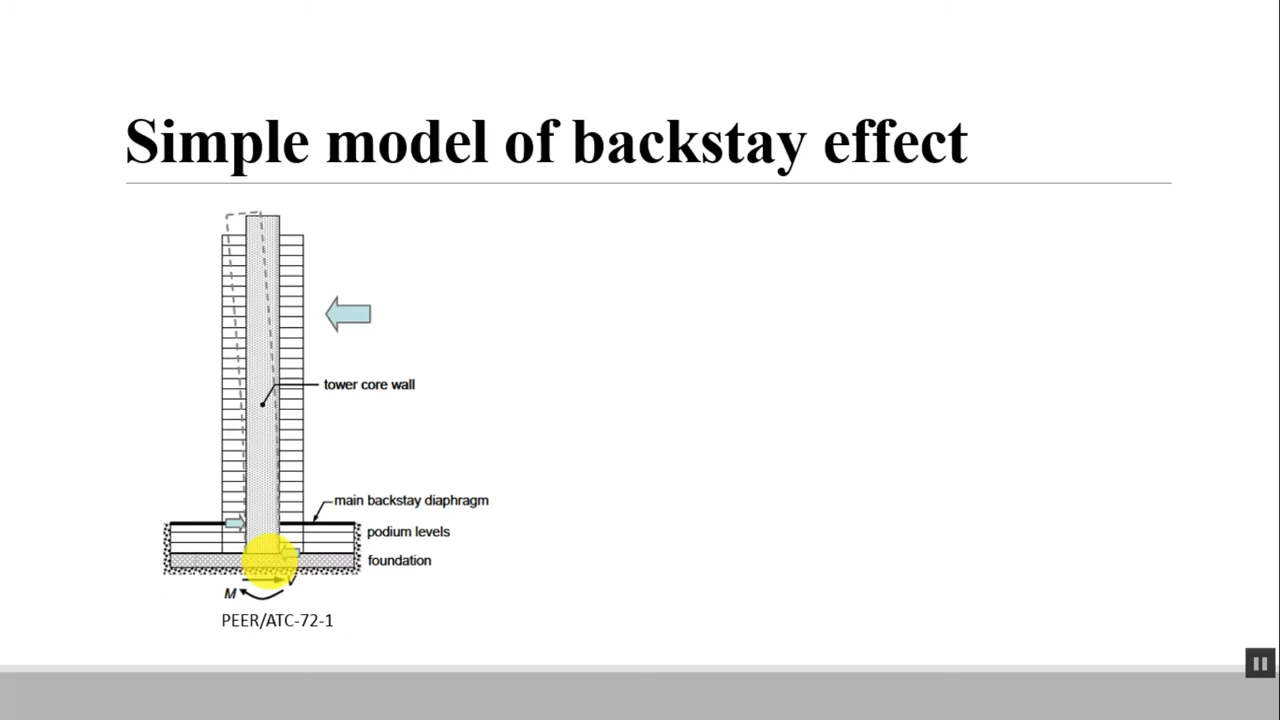 Simple model of backstay effect
tower core wall
main backstay diaphragm
podium levels
foundation
V
M
PEER/ATC-72-1